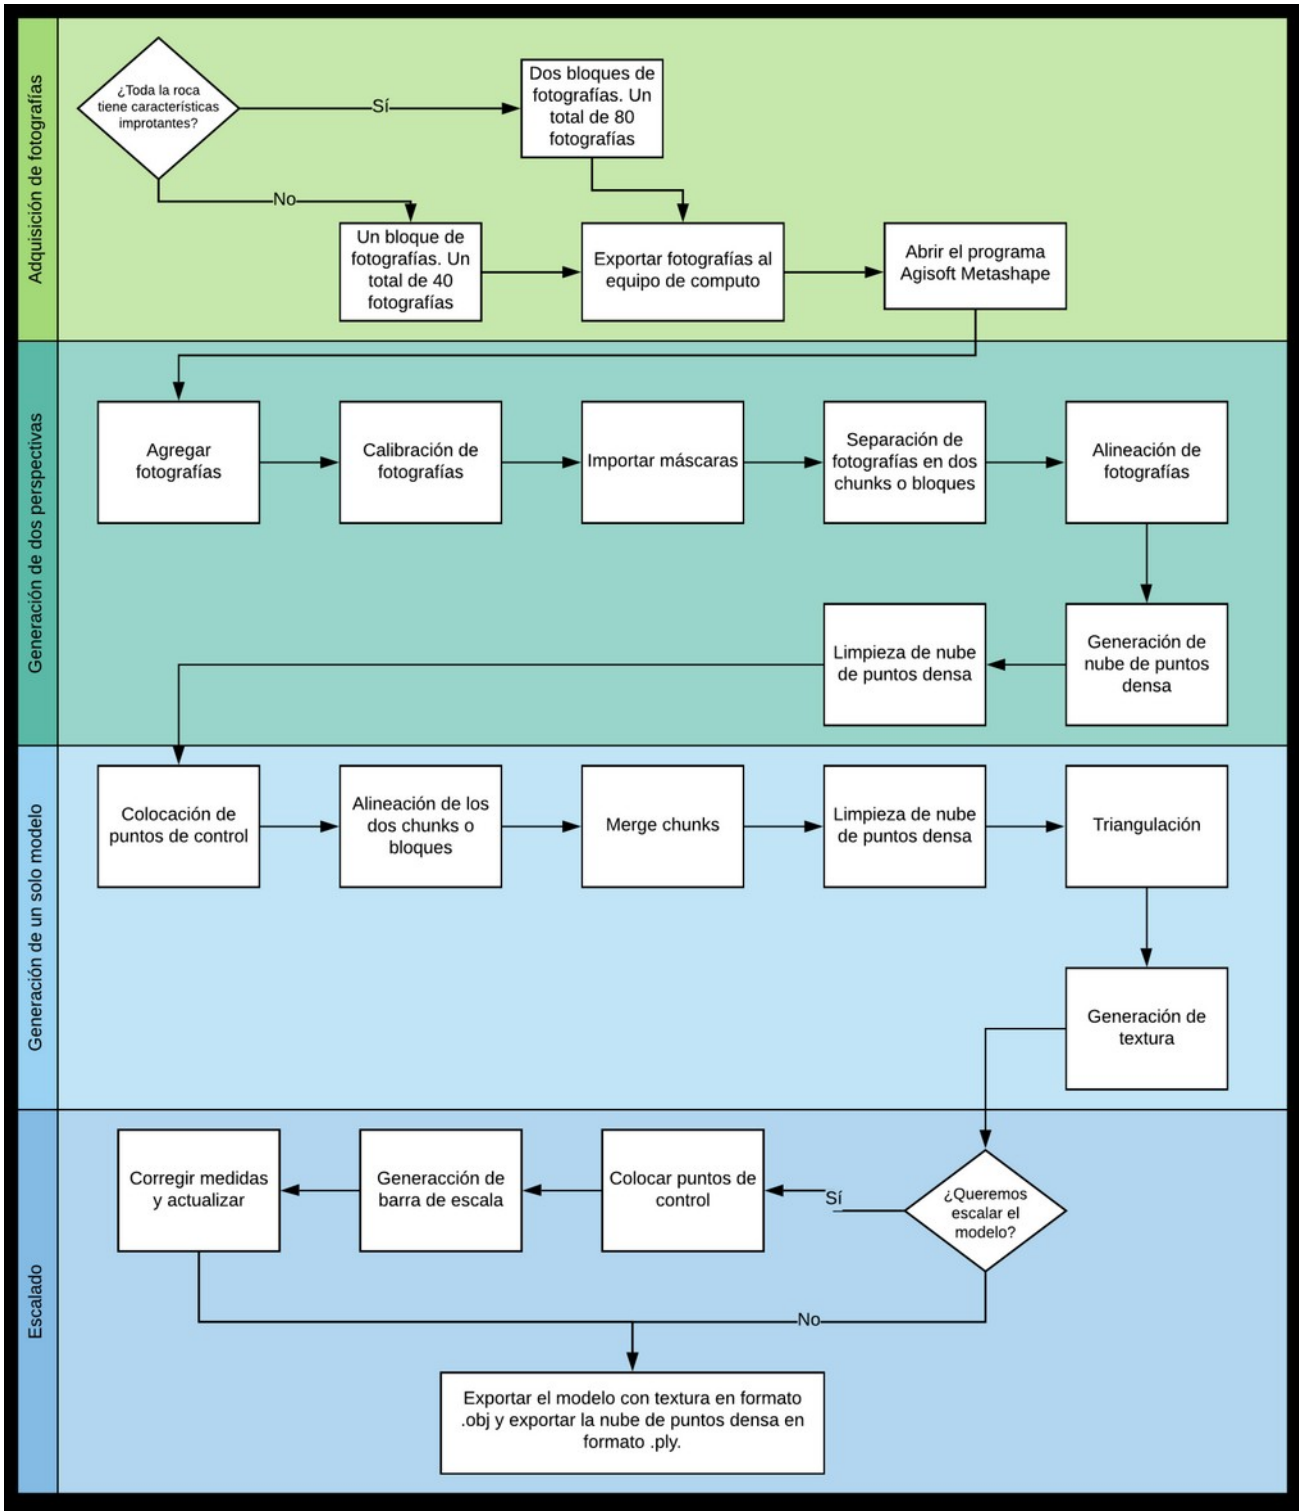 Adquisición de fotografías
¿Toda la roca
tiene características
improtantes?
Sí
Dos bloques de
fotografías. Un
total de 80
fotografías
No
Un bloque de
fotografías. Un
total de 40
fotografías
Exportar fotografías al
equipo de computo
Abrir el programa
Agisoft Metashape
Generación de dos perspectivas
Agregar
fotografías
Calibración de
fotografías
Importar máscaras
Separación de
fotografías en dos
chunks o bloques
Alineación de
fotografías
Generación de
nube de puntos
densa
Limpieza de nube
de puntos densa
Generación de un solo modelo
Colocación de
puntos de control
Alineación de los
dos chunks o
bloques
Merge chunks
Limpieza de nube
de puntos densa
Triangulación
Generación de
textura
Escalado
¿Queremos
escalar el
modelo?
Sí
Colocar puntos de
control
Generacción de
barra de escala
Corregir medidas
y actualizar
No
Exportar el modelo con textura en formato
.obj y exportar la nube de puntos densa en
formato .ply.